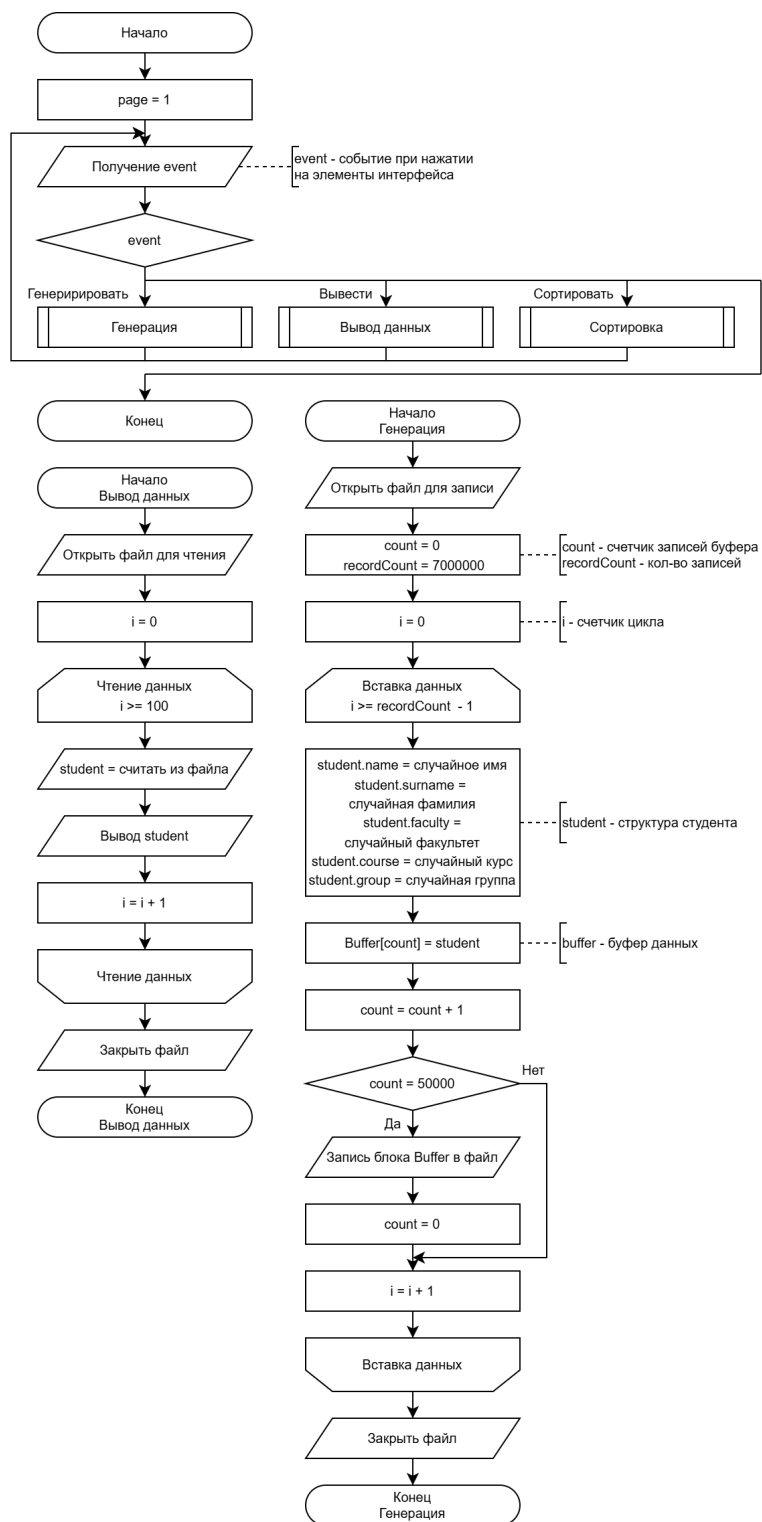 Начало
page = 1
Получение event
event - событие при нажатии
на элементы интерфейса
event
Генеририровать
Вывести
Сортировать
Генерация
Вывод данных
Сортировка
Конец
Начало
Вывод данных
Открыть файл для чтения
i = 0
Чтение данных
i >= 100
student = считать из файла
Вывод student
i = i + 1
Чтение данных
Закрыть файл
Конец
Вывод данных
Начало
Генерация
Открыть файл для записи
count = 0
recordCount = 7000000
count - счетчик записей буфера
recordCount - кол-во записей
i = 0
i - счетчик цикла
Вставка данных
i >= recordCount - 1
student.name = случайное имя
student.surname =
случайная фамилия
student.faculty =
случайный факультет
student.course = случайный курс
student.group = случайная группа
student - структура студента
Buffer[count] = student
buffer - буфер данных
count = count + 1
count = 50000
Нет
Да
Запись блока Buffer в файл
count = 0
i = i + 1
Вставка данных
Закрыть файл
Конец
Генерация